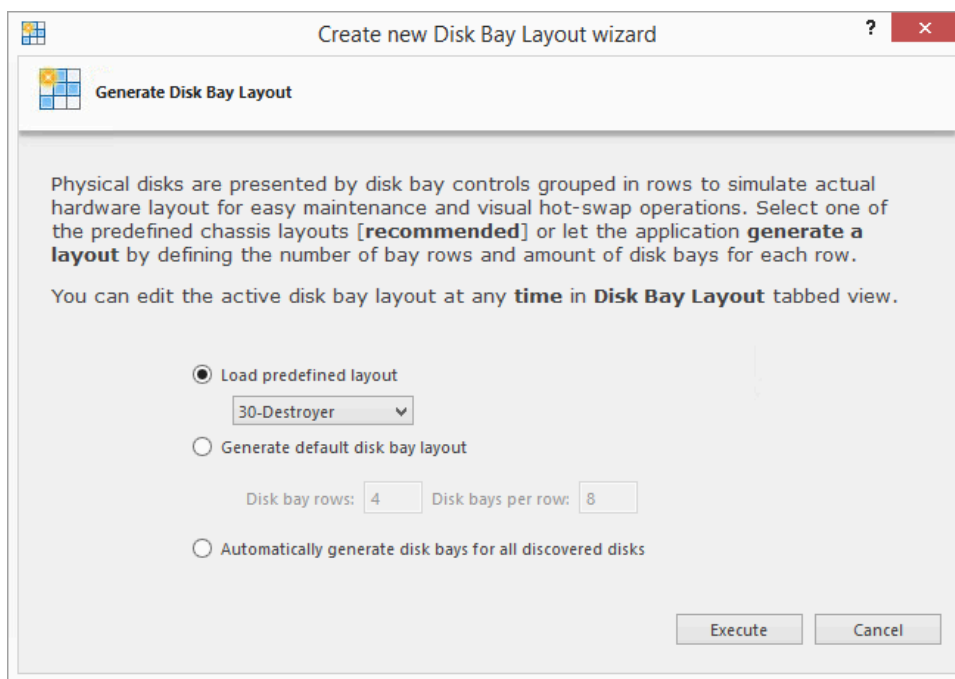 Create new Disk Bay Layout wizard
?
Generate Disk Bay Layout
Physical disks are presented by disk bay controls grouped in rows to simulate actual
hardware layout for easy maintenance and visual hot-swap operations. Select one of
the predefined chassis layouts [recommended] or let the application generate a
layout by defining the number of bay rows and amount of disk bays for each row.
You can edit the active disk bay layout at any time in Disk Bay Layout tabbed view.
Load predefined layout
30-Destroyer
Generate default disk bay layout
Disk bay rows: 4 Disk bays per row: 8
Automatically generate disk bays for all discovered disks
Execute Cancel